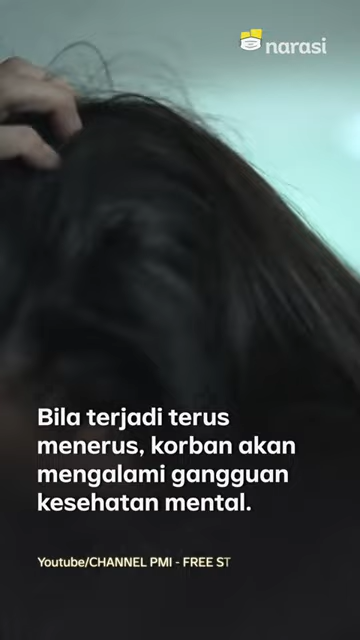 narasi
Bila terjadi terus
menerus, korban akan
mengalami gangguan
kesehatan mental.
Youtube/CHANNEL PMI - FREE ST